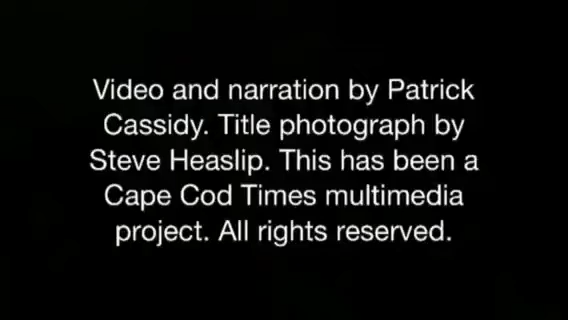 Video and narration by Patrick
Cassidy. Title photograph by
Steve Heaslip. This has been a
Cape Cod Times multimedia
project. All rights reserved.